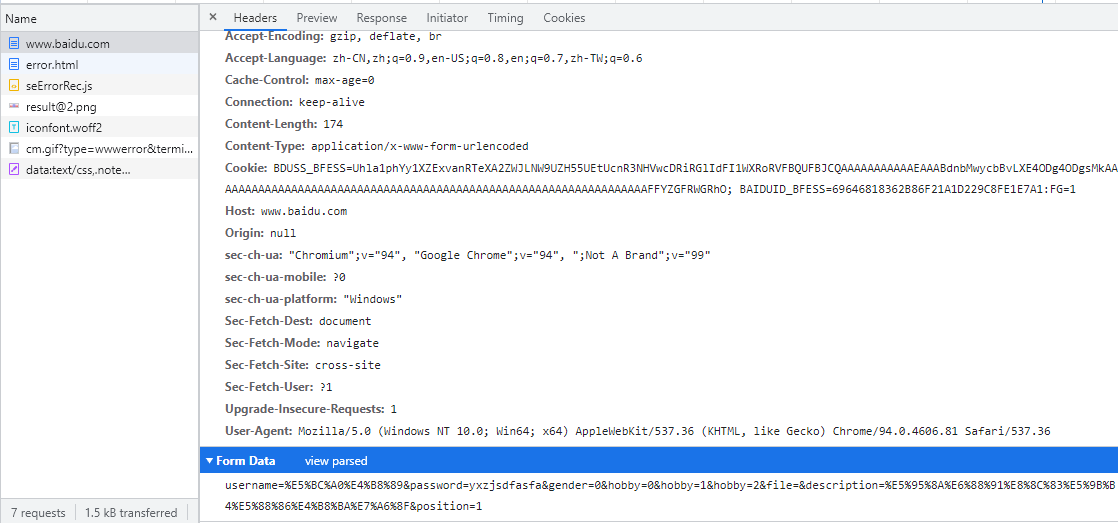 Name
www.baidu.com
error.html
seErrorRec.js
result@2.png
iconfont.woff2
cm.gif?type=wwwerror&termi...
data:text/css,.note...
7 requests 1.5 kB transferred
× Headers Preview Response Initiator Timing Cookies
Accept-Encoding: gzip, deflate, br
Accept-Language: zh-CN,zh;q=0.9,en-US;q=0.8,en;q=0.7,zh-TW;q=0.6
Cache-Control: max-age=0
Connection: keep-alive
Content-Length: 174
Content-Type: application/x-www-form-urlencoded
Cookie:
BAIDUID_BFESS=69646818362B86F21A1D229C8FE1E7A1:FG=1
Host: www.baidu.com
Origin: null
sec-ch-ua: "Chromium";v="94", "Google Chrome";v="94", ";Not A Brand";v="99"
sec-ch-ua-mobile: ?0
sec-ch-ua-platform: "Windows"
Sec-Fetch-Dest: document
Sec-Fetch-Mode: navigate
Sec-Fetch-Site: cross-site
Sec-Fetch-User: ?1
Upgrade-Insecure-Requests: 1
User-Agent: Mozilla/5.0 (Windows NT 10.0; Win64; x64) AppleWebKit/537.36 (KHTML, like Gecko) Chrome/94.0.4606.81 Safari/537.36
Form Data view parsed
username=%E5%BC%A0%E4%B8%89&password=yxzjsdfasfa&gender=0&hobby=0&hobby=1&hobby=2&file=&description=%E5%95%8A%E6%88%91%E8%8C%83%E5%9B%B
4%E5%88%86%E4%B8%BA%E7%A6%8F&position=1